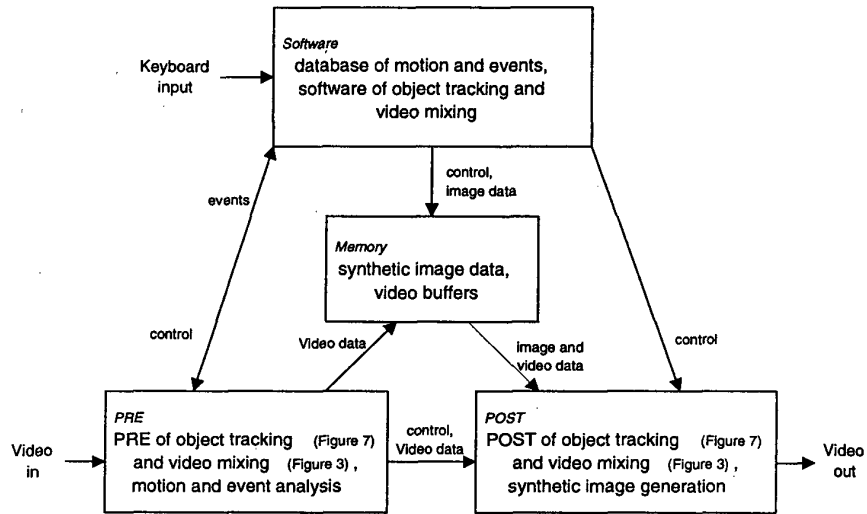 Software
database of motion and events,
software of object tracking and
video mixing
Keyboard
input
control,
image data
events
Memory
synthetic image data,
video buffers
control
Video data
image and
video data
control
PRE
PRE of object tracking (Figure 7)
and video mixing (Figure 3) ,
motion and event analysis
control,
Video data
POST
POST of object tracking (Figure 7)
and video mixing (Figure 3) ,
synthetic image generation
Video
in
Video
out